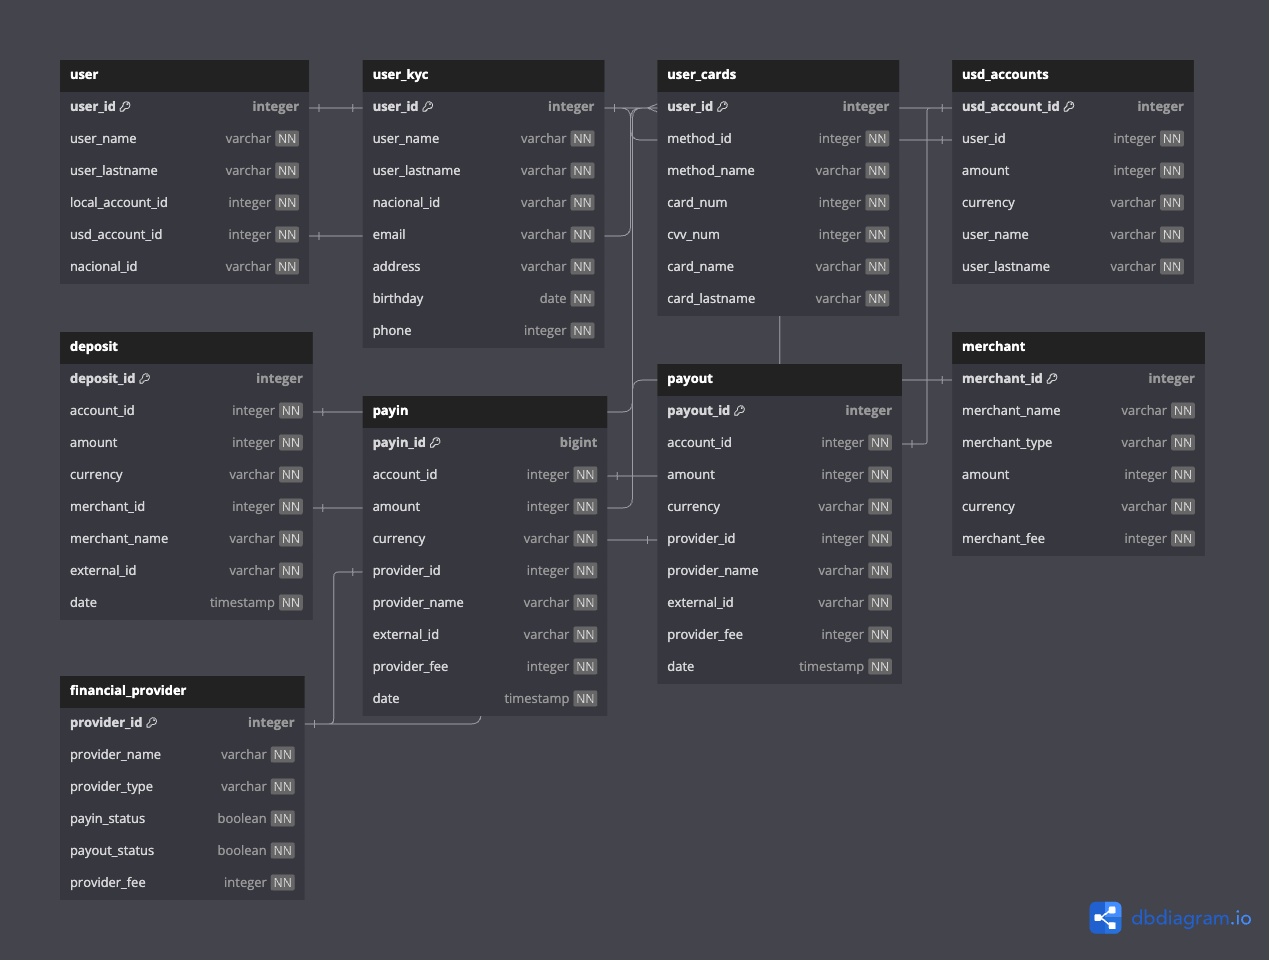 user
user_id integer
user_name varchar NN
user_lastname varchar NN
local_account_id integer NN
usd_account_id integer NN
nacional_id varchar NN
user_kyc
user_id integer
user_name varchar NN
user_lastname varchar NN
nacional_id varchar NN
email varchar NN
address varchar NN
birthday date NN
phone integer NN
user_cards
user_id integer
method_id integer NN
method_name varchar NN
card_num integer NN
cvv_num integer NN
card_name varchar NN
card_lastname varchar NN
usd_accounts
usd_account_id integer
user_id integer NN
amount integer NN
currency varchar NN
user_name varchar NN
user_lastname varchar NN
deposit
deposit_id integer
account_id integer NN
amount integer NN
currency varchar NN
merchant_id integer NN
merchant_name varchar NN
external_id varchar NN
date timestamp NN
payin
payin_id bigint
account_id integer NN
amount integer NN
currency varchar NN
provider_id integer NN
provider_name varchar NN
external_id varchar NN
provider_fee integer NN
date timestamp NN
payout
payout_id integer
account_id integer NN
amount integer NN
currency varchar NN
provider_id integer NN
provider_name varchar NN
external_id varchar NN
provider_fee integer NN
date timestamp NN
merchant
merchant_id integer
merchant_name varchar NN
merchant_type varchar NN
amount integer NN
currency varchar NN
merchant_fee integer NN
financial_provider
provider_id integer
provider_name varchar NN
provider_type varchar NN
payin_status boolean NN
payout_status boolean NN
provider_fee integer NN
dbdiagram.io